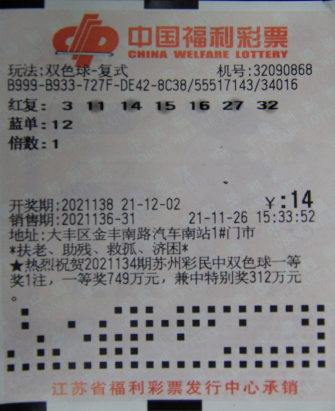 中国福利彩票
CHINA WELFARE LOTTERY
玩法:双色球-复式 机号:32090868
B999-B933-727F-DE42-8C38/55517143/34016
红复: 3 11 14 15 16 27 32
蓝单:12
倍数:1
开奖期:2021138 21-12-02 ¥:14
销售期:2021136-31 21-11-26 15:33:52
地址:大丰区金丰南路汽车南站1#门市
*扶老、助残、救孤、济困*
★热烈祝贺2021134期苏州彩民中双色球一等
奖1注，一等奖749万元，兼中特别奖312万元
。
江苏省福利彩票发行中心承销